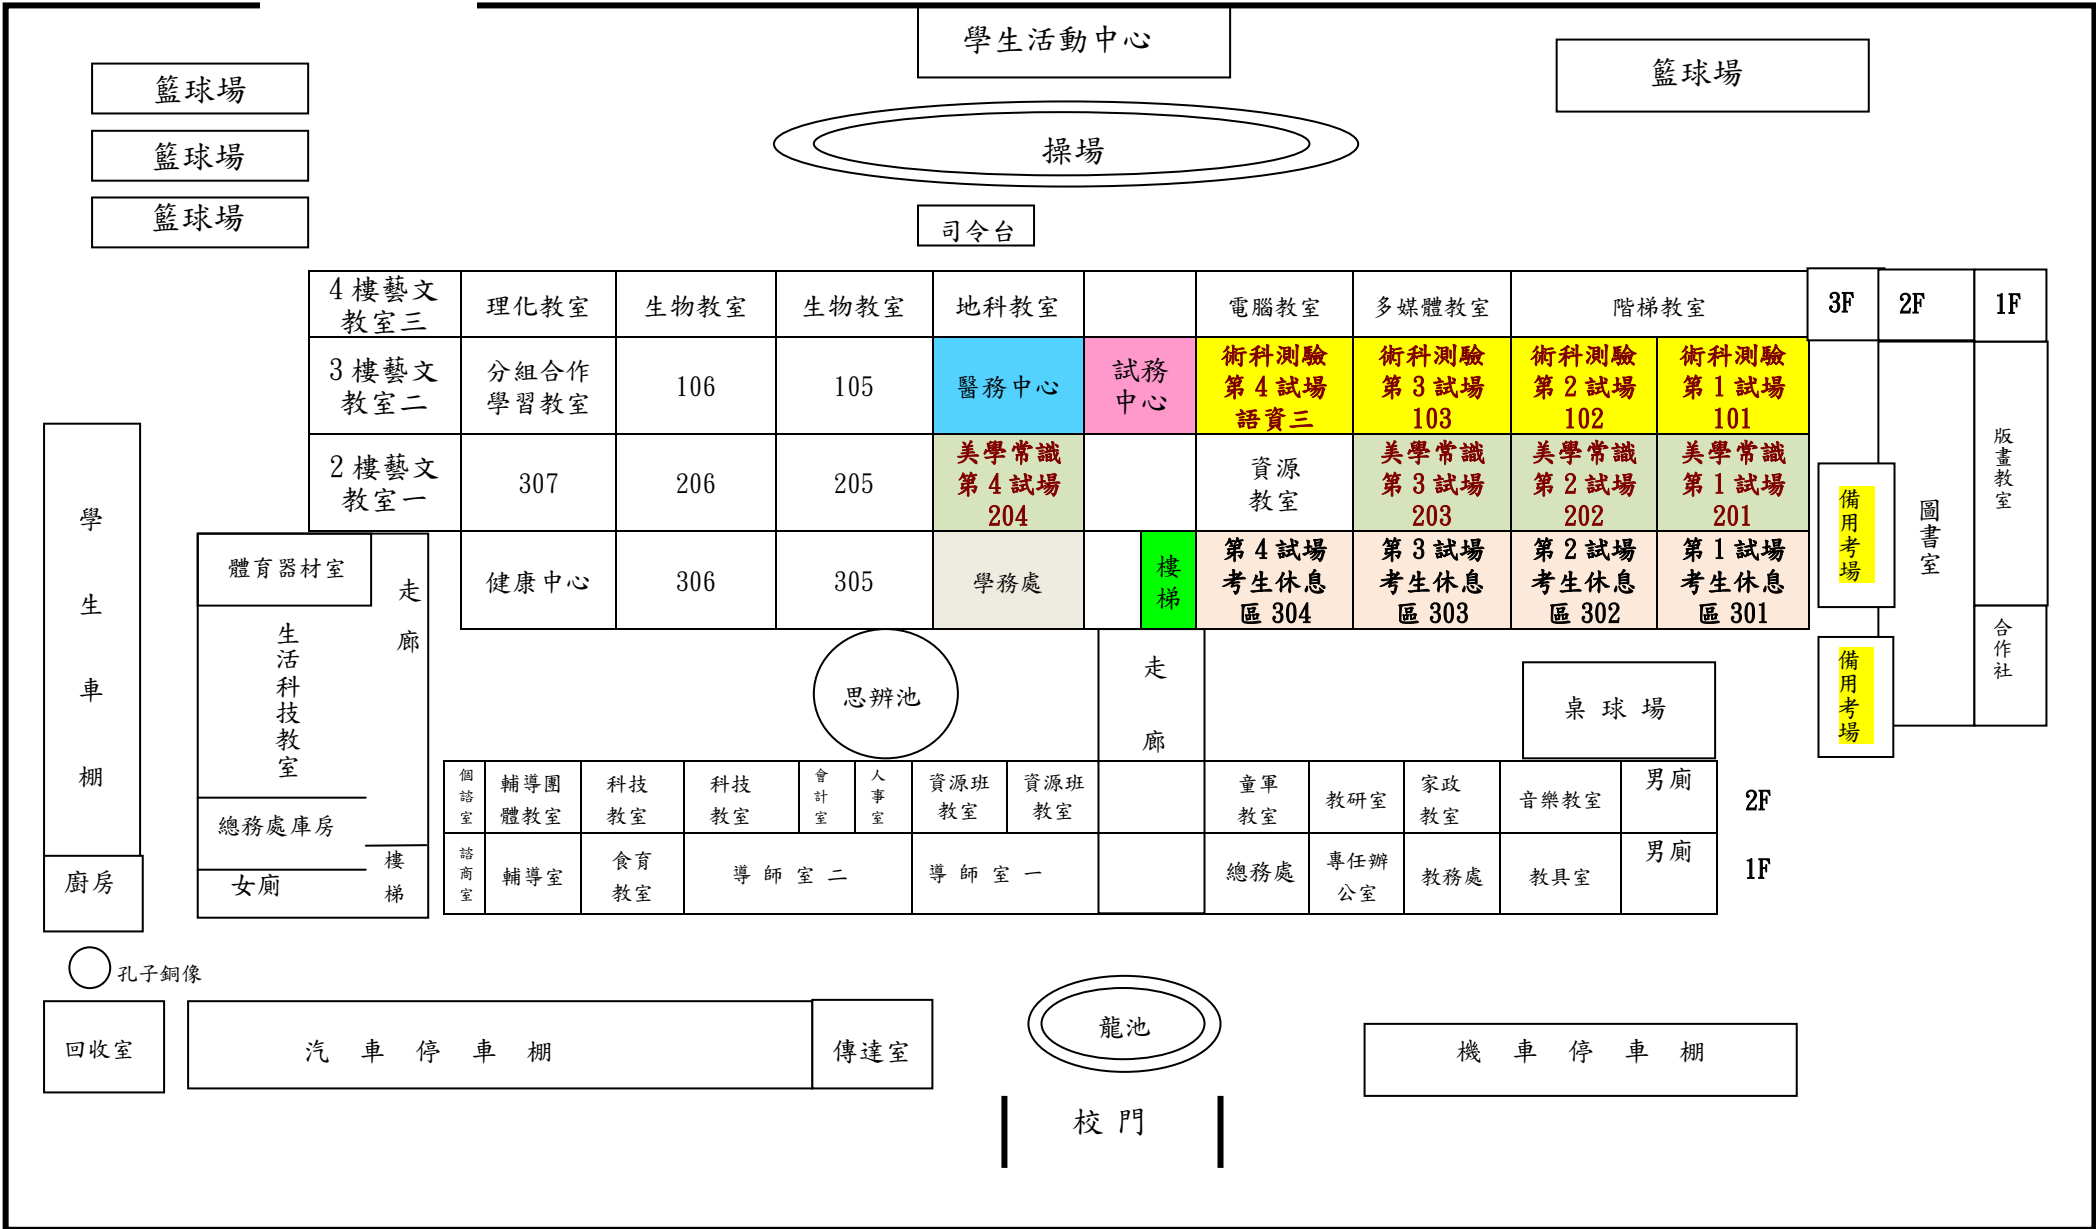 學生活動中心
籃球場
籃球場
籃球場
籃球場
操場
司令台
4樓藝文
教室三
理化教室
生物教室
生物教室
地科教室
電腦教室
多媒體教室
階梯教室
3F
2F
1F
3樓藝文
教室二
分組合作
學習教室
106
105
醫務中心
試務
中心
術科測驗
第4試場
語資三
術科測驗
第3試場
103
術科測驗
第2試場
102
術科測驗
第1試場
101
2樓藝文
教室一
307
206
205
美學常識
第4試場
204
資源
教室
美學常識
第3試場
203
美學常識
第2試場
202
美學常識
第1試場
201
健康中心
306
305
學務處
樓
梯
第4試場
考生休息
區 304
第3試場
考生休息
區 303
第2試場
考生休息
區 302
第1試場
考生休息
區 301
備用考場
備用考場
圖書室
版畫教室
合作社
學生車棚
體育器材室
走廊
生活科技教室
總務處庫房
女廁
樓梯
思辨池
走廊
桌球場
個諮室
輔導團
體教室
科技
教室
科技
教室
會計室
人事室
資源班
教室
資源班
教室
童軍
教室
教研室
家政
教室
音樂教室
男廁
2F
諮商室
輔導室
食育
教室
導師室二
導師室一
總務處
專任辦
公室
教務處
教具室
男廁
1F
廚房
孔子銅像
回收室
汽車停車棚
傳達室
龍池
機車停車棚
校門